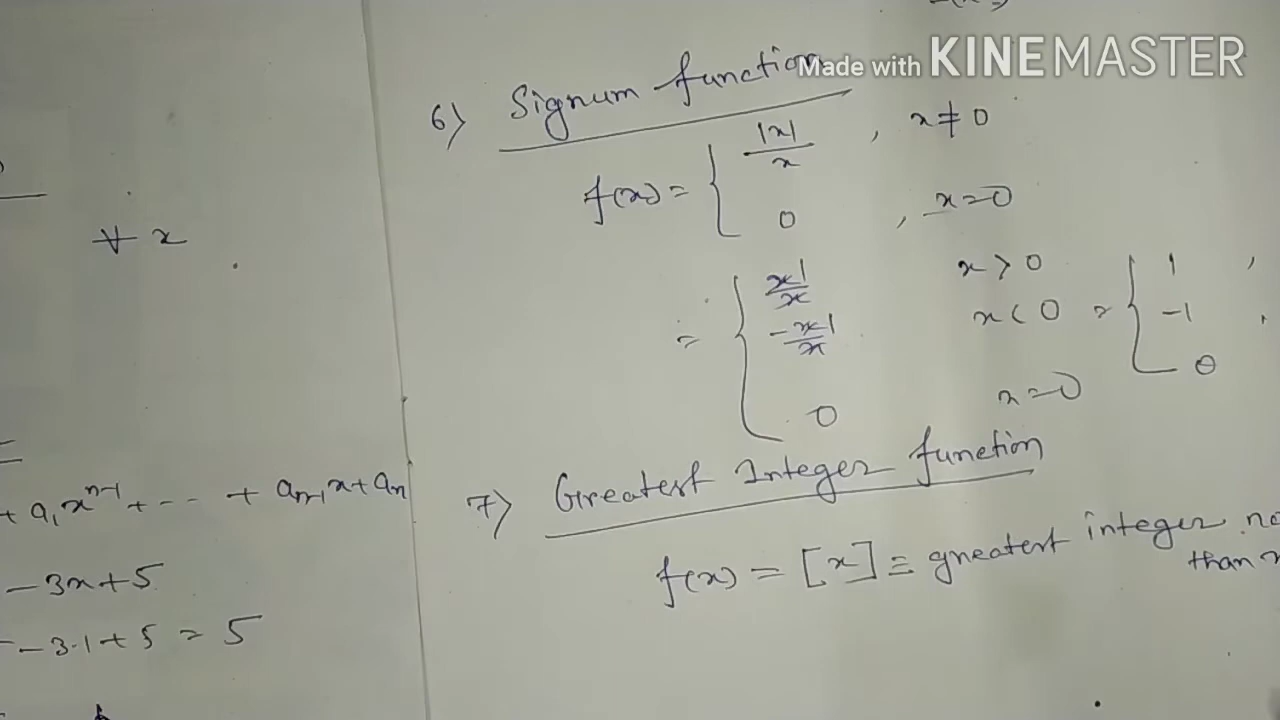 Made with KINEMASTER
∀ x
+ a₁xⁿ⁻¹ + -- + aₙ₋₁x + aₙ
- 3x + 5
- 3·1 + 5 = 5
6) Signum function
f(x) = { |x|/x , x ≠ 0
0 , x = 0
= { x/x x > 0 = { 1 ,
-x/x x < 0 -1 ,
0 x = 0 0
7) Greatest Integer function
f(x) = [x] = greatest integer
than